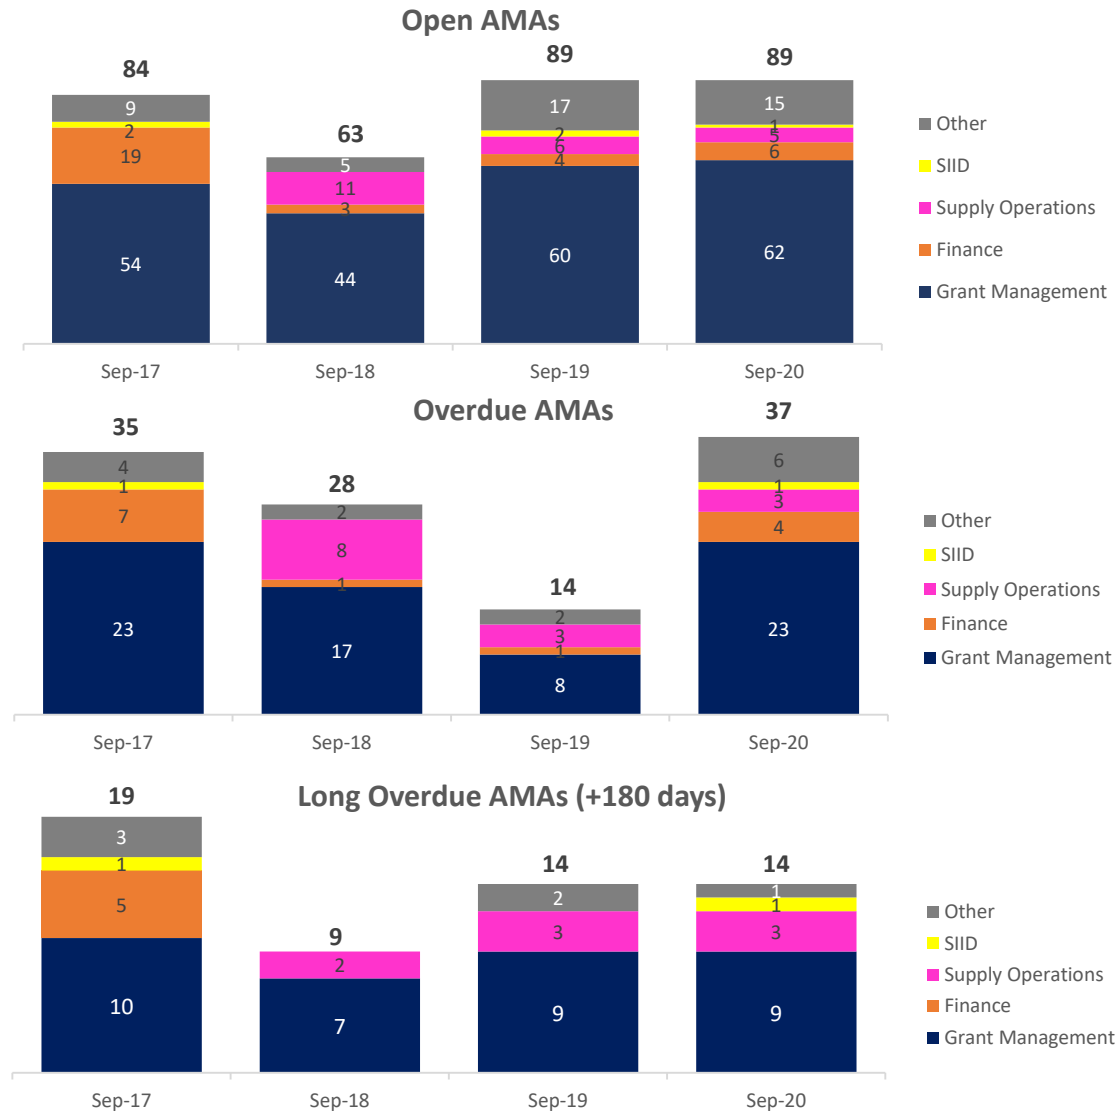 Open AMAs
84
63
89
89
9
2
19
54
5
11
3
44
17
2
6
4
60
15
1
5
6
62
Sep-17
Sep-18
Sep-19
Sep-20
Other
SIID
Supply Operations
Finance
Grant Management
Overdue AMAs
35
28
14
37
4
1
7
23
2
8
1
17
2
3
1
8
6
1
3
4
23
Sep-17
Sep-18
Sep-19
Sep-20
Other
SIID
Supply Operations
Finance
Grant Management
Long Overdue AMAs (+180 days)
19
9
14
14
3
1
5
10
2
7
2
3
9
1
1
3
9
Sep-17
Sep-18
Sep-19
Sep-20
Other
SIID
Supply Operations
Finance
Grant Management